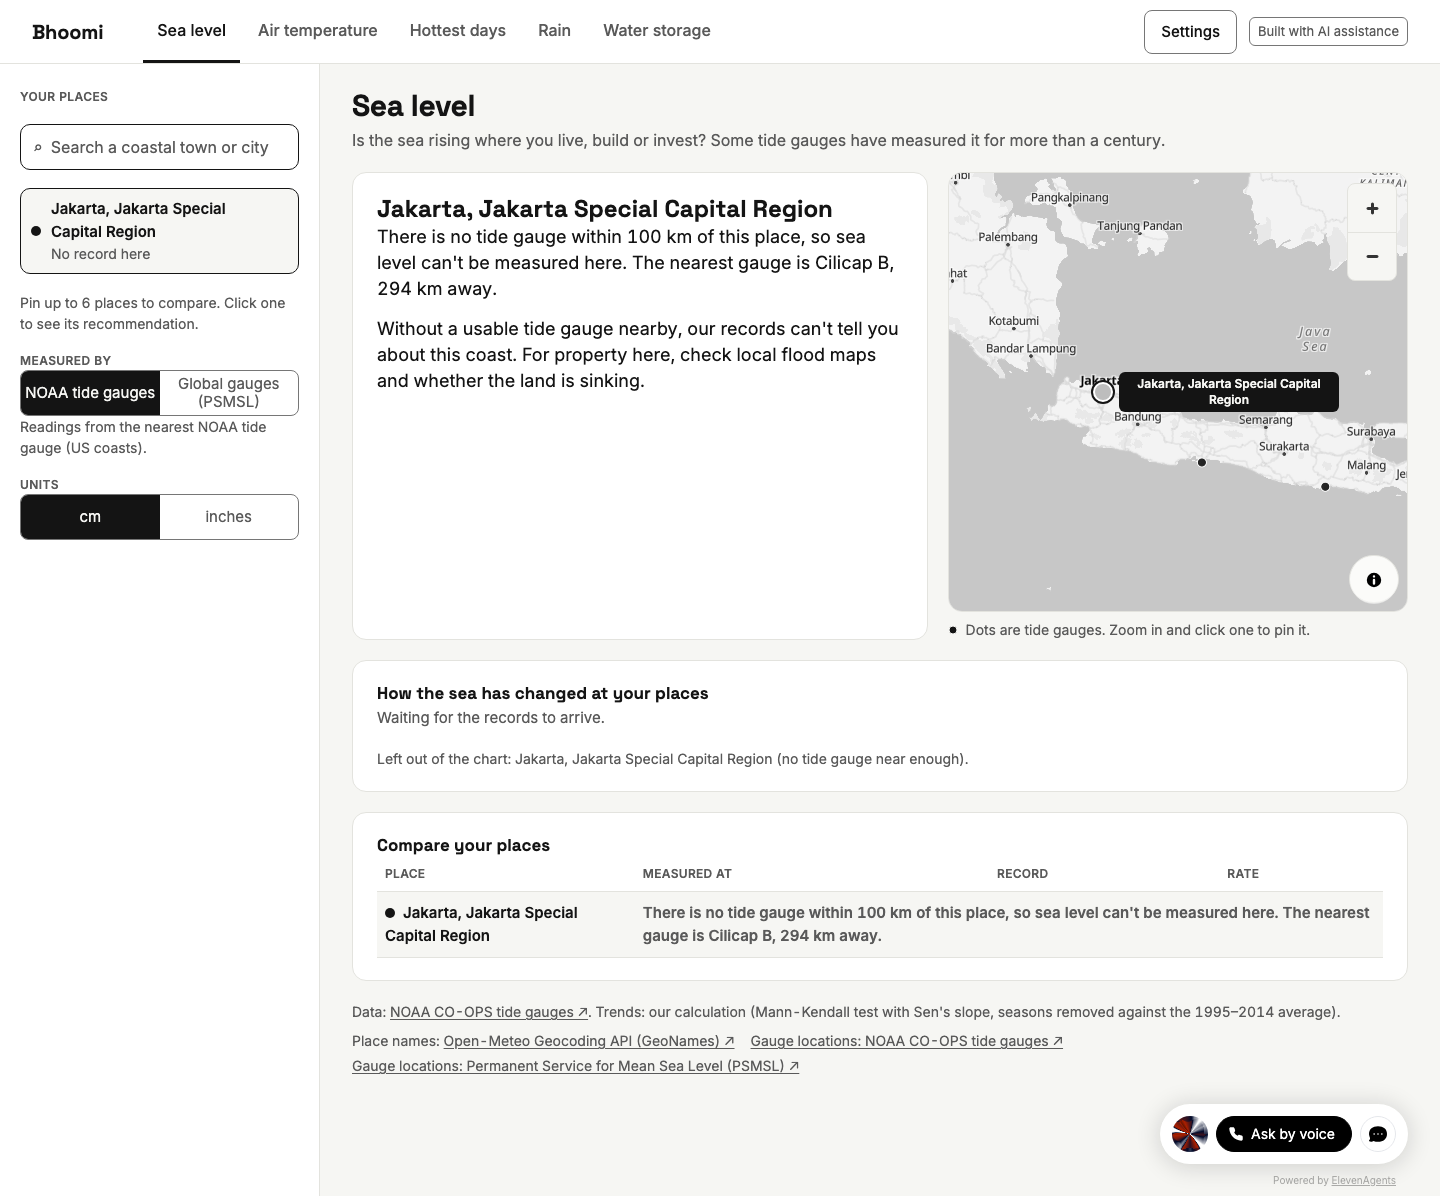 Bhoomi
Sea level
Air temperature
Hottest days
Rain
Water storage
Settings
Built with AI assistance
YOUR PLACES
Search a coastal town or city
Jakarta, Jakarta Special
Capital Region
No record here
Pin up to 6 places to compare. Click one
to see its recommendation.
MEASURED BY
NOAA tide gauges
Global gauges
(PSMSL)
Readings from the nearest NOAA tide
gauge (US coasts).
UNITS
cm
inches
Sea level
Is the sea rising where you live, build or invest? Some tide gauges have measured it for more than a century.
Jakarta, Jakarta Special Capital Region
There is no tide gauge within 100 km of this place, so sea
level can't be measured here. The nearest gauge is Cilicap B,
294 km away.
Without a usable tide gauge nearby, our records can't tell you
about this coast. For property here, check local flood maps
and whether the land is sinking.
Pangkalpinang
Tanjung Pandan
Palembang
Kotabumi
Bandar Lampung
Java
Sea
Jakarta, Jakarta Special Capital
Region
Bandung
Semarang
Surabaya
Surakarta
Malang
Dots are tide gauges. Zoom in and click one to pin it.
How the sea has changed at your places
Waiting for the records to arrive.
Left out of the chart: Jakarta, Jakarta Special Capital Region (no tide gauge near enough).
Compare your places
PLACE
MEASURED AT
RECORD
RATE
Jakarta, Jakarta Special
Capital Region
There is no tide gauge within 100 km of this place, so sea level can't be measured here. The nearest
gauge is Cilicap B, 294 km away.
Data: NOAA CO-OPS tide gauges ↗. Trends: our calculation (Mann-Kendall test with Sen's slope, seasons removed against the 1995–2014 average).
Place names: Open-Meteo Geocoding API (GeoNames) ↗ Gauge locations: NOAA CO-OPS tide gauges ↗
Gauge locations: Permanent Service for Mean Sea Level (PSMSL) ↗
Ask by voice
Powered by ElevenAgents